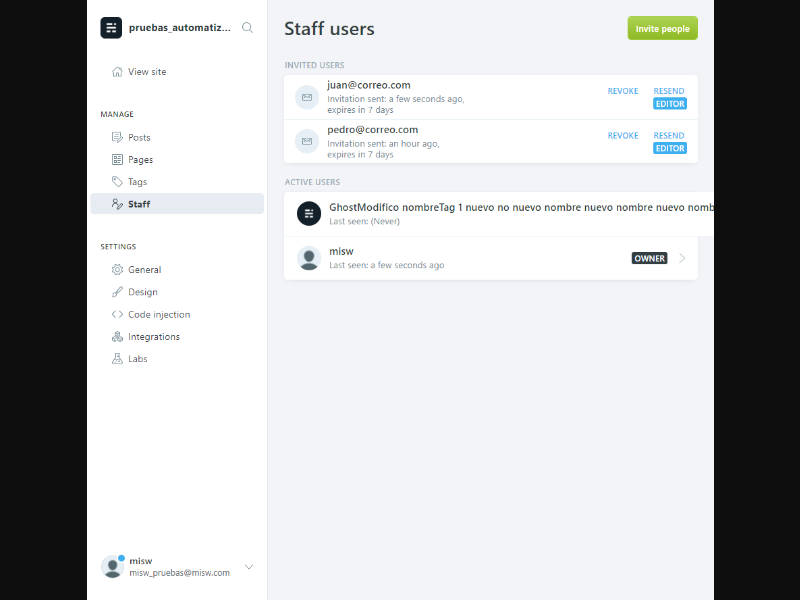 pruebas_automatiz...
View site
MANAGE
Posts
Pages
Tags
Staff
SETTINGS
General
Design
Code injection
Integrations
Labs
misw
misw_pruebas@misw.com
Staff users
Invite people
INVITED USERS
juan@correo.com
Invitation sent: a few seconds ago,
expires in 7 days
REVOKE RESEND
EDITOR
pedro@correo.com
Invitation sent: an hour ago,
expires in 7 days
REVOKE RESEND
EDITOR
ACTIVE USERS
GhostModifico nombreTag 1 nuevo no nuevo nombre nuevo nombre nuevo nomb
Last seen: (Never)
misw
Last seen: a few seconds ago
OWNER